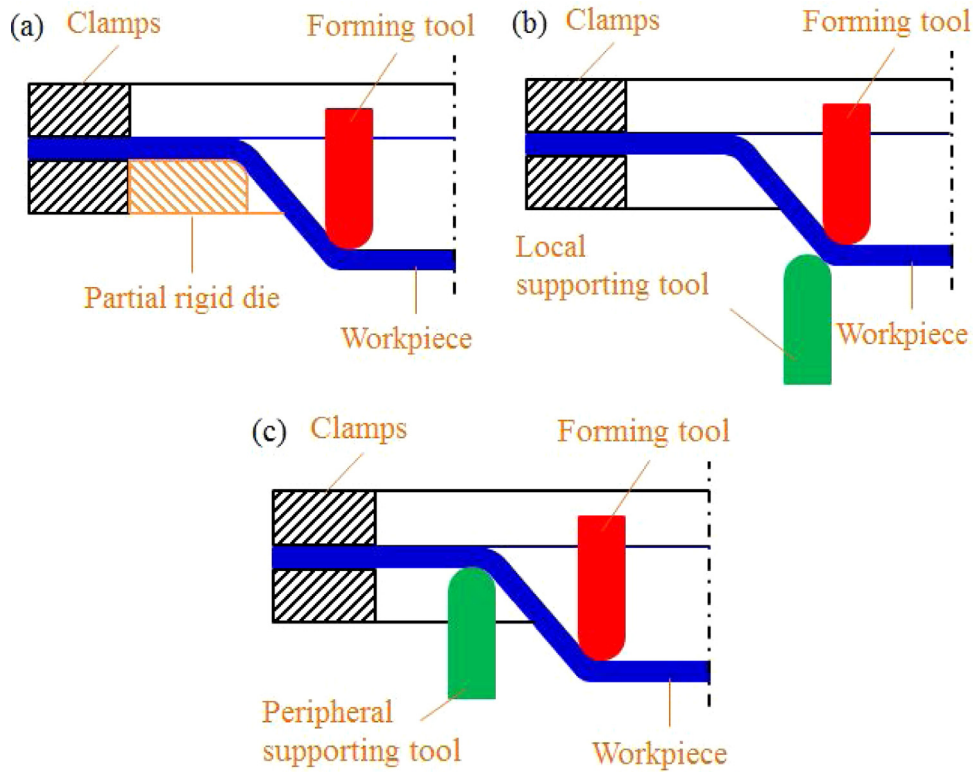 (a)
Clamps
Forming tool
Partial rigid die
Workpiece
(b)
Clamps
Forming tool
Local
supporting tool
Workpiece
(c)
Clamps
Forming tool
Peripheral
supporting tool
Workpiece